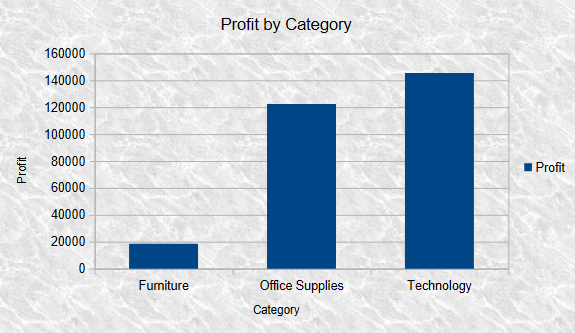 Profit by Category
160000
140000
120000
100000
80000
60000
40000
20000
0
Profit
Furniture Office Supplies Technology
Category
Profit